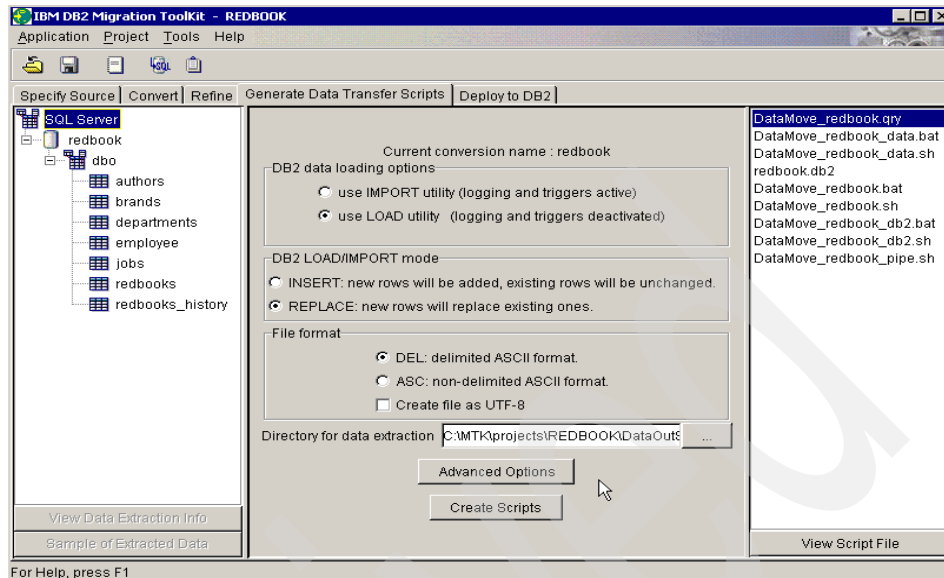 IBM DB2 Migration ToolKit - REDBOOK
Application Project Tools Help
Specify Source Convert Refine Generate Data Transfer Scripts Deploy to DB2
SQL Server
redbook
dbo
authors
brands
departments
employee
jobs
redbooks
redbooks_history
View Data Extraction Info
Sample of Extracted Data
Current conversion name : redbook
DB2 data loading options
use IMPORT utility (logging and triggers active)
use LOAD utility (logging and triggers deactivated)
DB2 LOAD/IMPORT mode
INSERT: new rows will be added, existing rows will be unchanged.
REPLACE: new rows will replace existing ones.
File format
DEL: delimited ASCII format.
ASC: non-delimited ASCII format.
Create file as UTF-8
Directory for data extraction C:\MTK\projects\REDBOOK\DataOutS ...
Advanced Options
Create Scripts
DataMove_redbook.qry
DataMove_redbook_data.bat
DataMove_redbook_data.sh
redbook.db2
DataMove_redbook.bat
DataMove_redbook.sh
DataMove_redbook_db2.bat
DataMove_redbook_db2.sh
DataMove_redbook_pipe.sh
View Script File
For Help, press F1